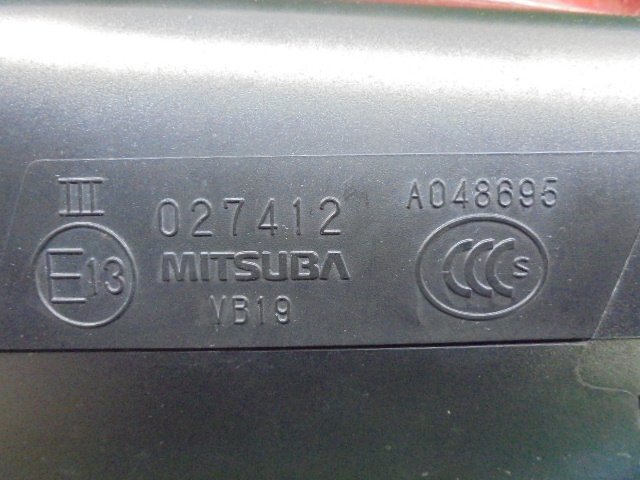 III
027412
A048695
E13
MITSUBA
CCC S
VB19